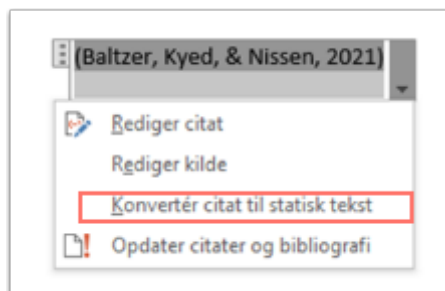 (Baltzer, Kyed, & Nissen, 2021)
Rediger citat
Rediger kilde
Konvertér citat til statisk tekst
Opdater citater og bibliografi